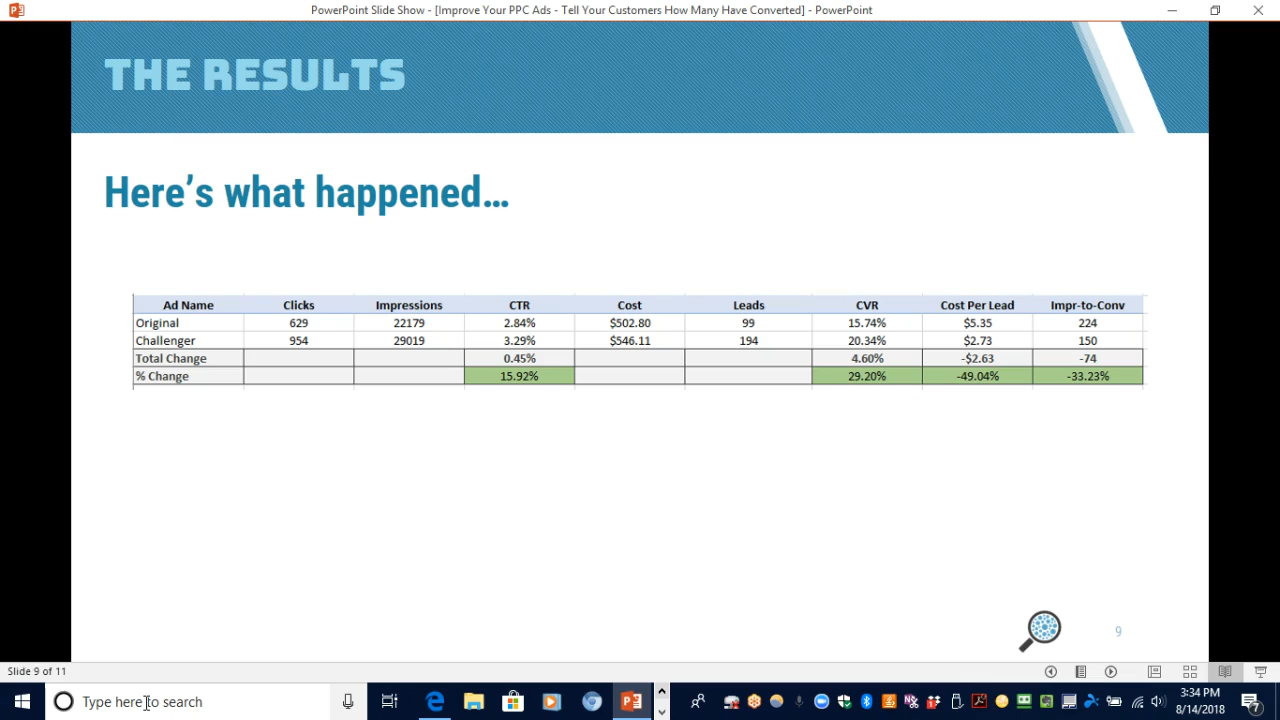 PowerPoint Slide Show - [Improve Your PPC Ads - Tell Your Customers How Many Have Converted] - PowerPoint
THE RESULTS
Here's what happened...
Ad Name Clicks Impressions CTR Cost Leads CVR Cost Per Lead Impr-to-Conv
Original 629 22179 2.84% $502.80 99 15.74% $5.35 224
Challenger 954 29019 3.29% $546.11 194 20.34% $2.73 150
Total Change 0.45% 4.60% -$2.63 -74
% Change 15.92% 29.20% -49.04% -33.23%
9
Slide 9 of 11
Type here to search
3:34 PM
8/14/2018
7